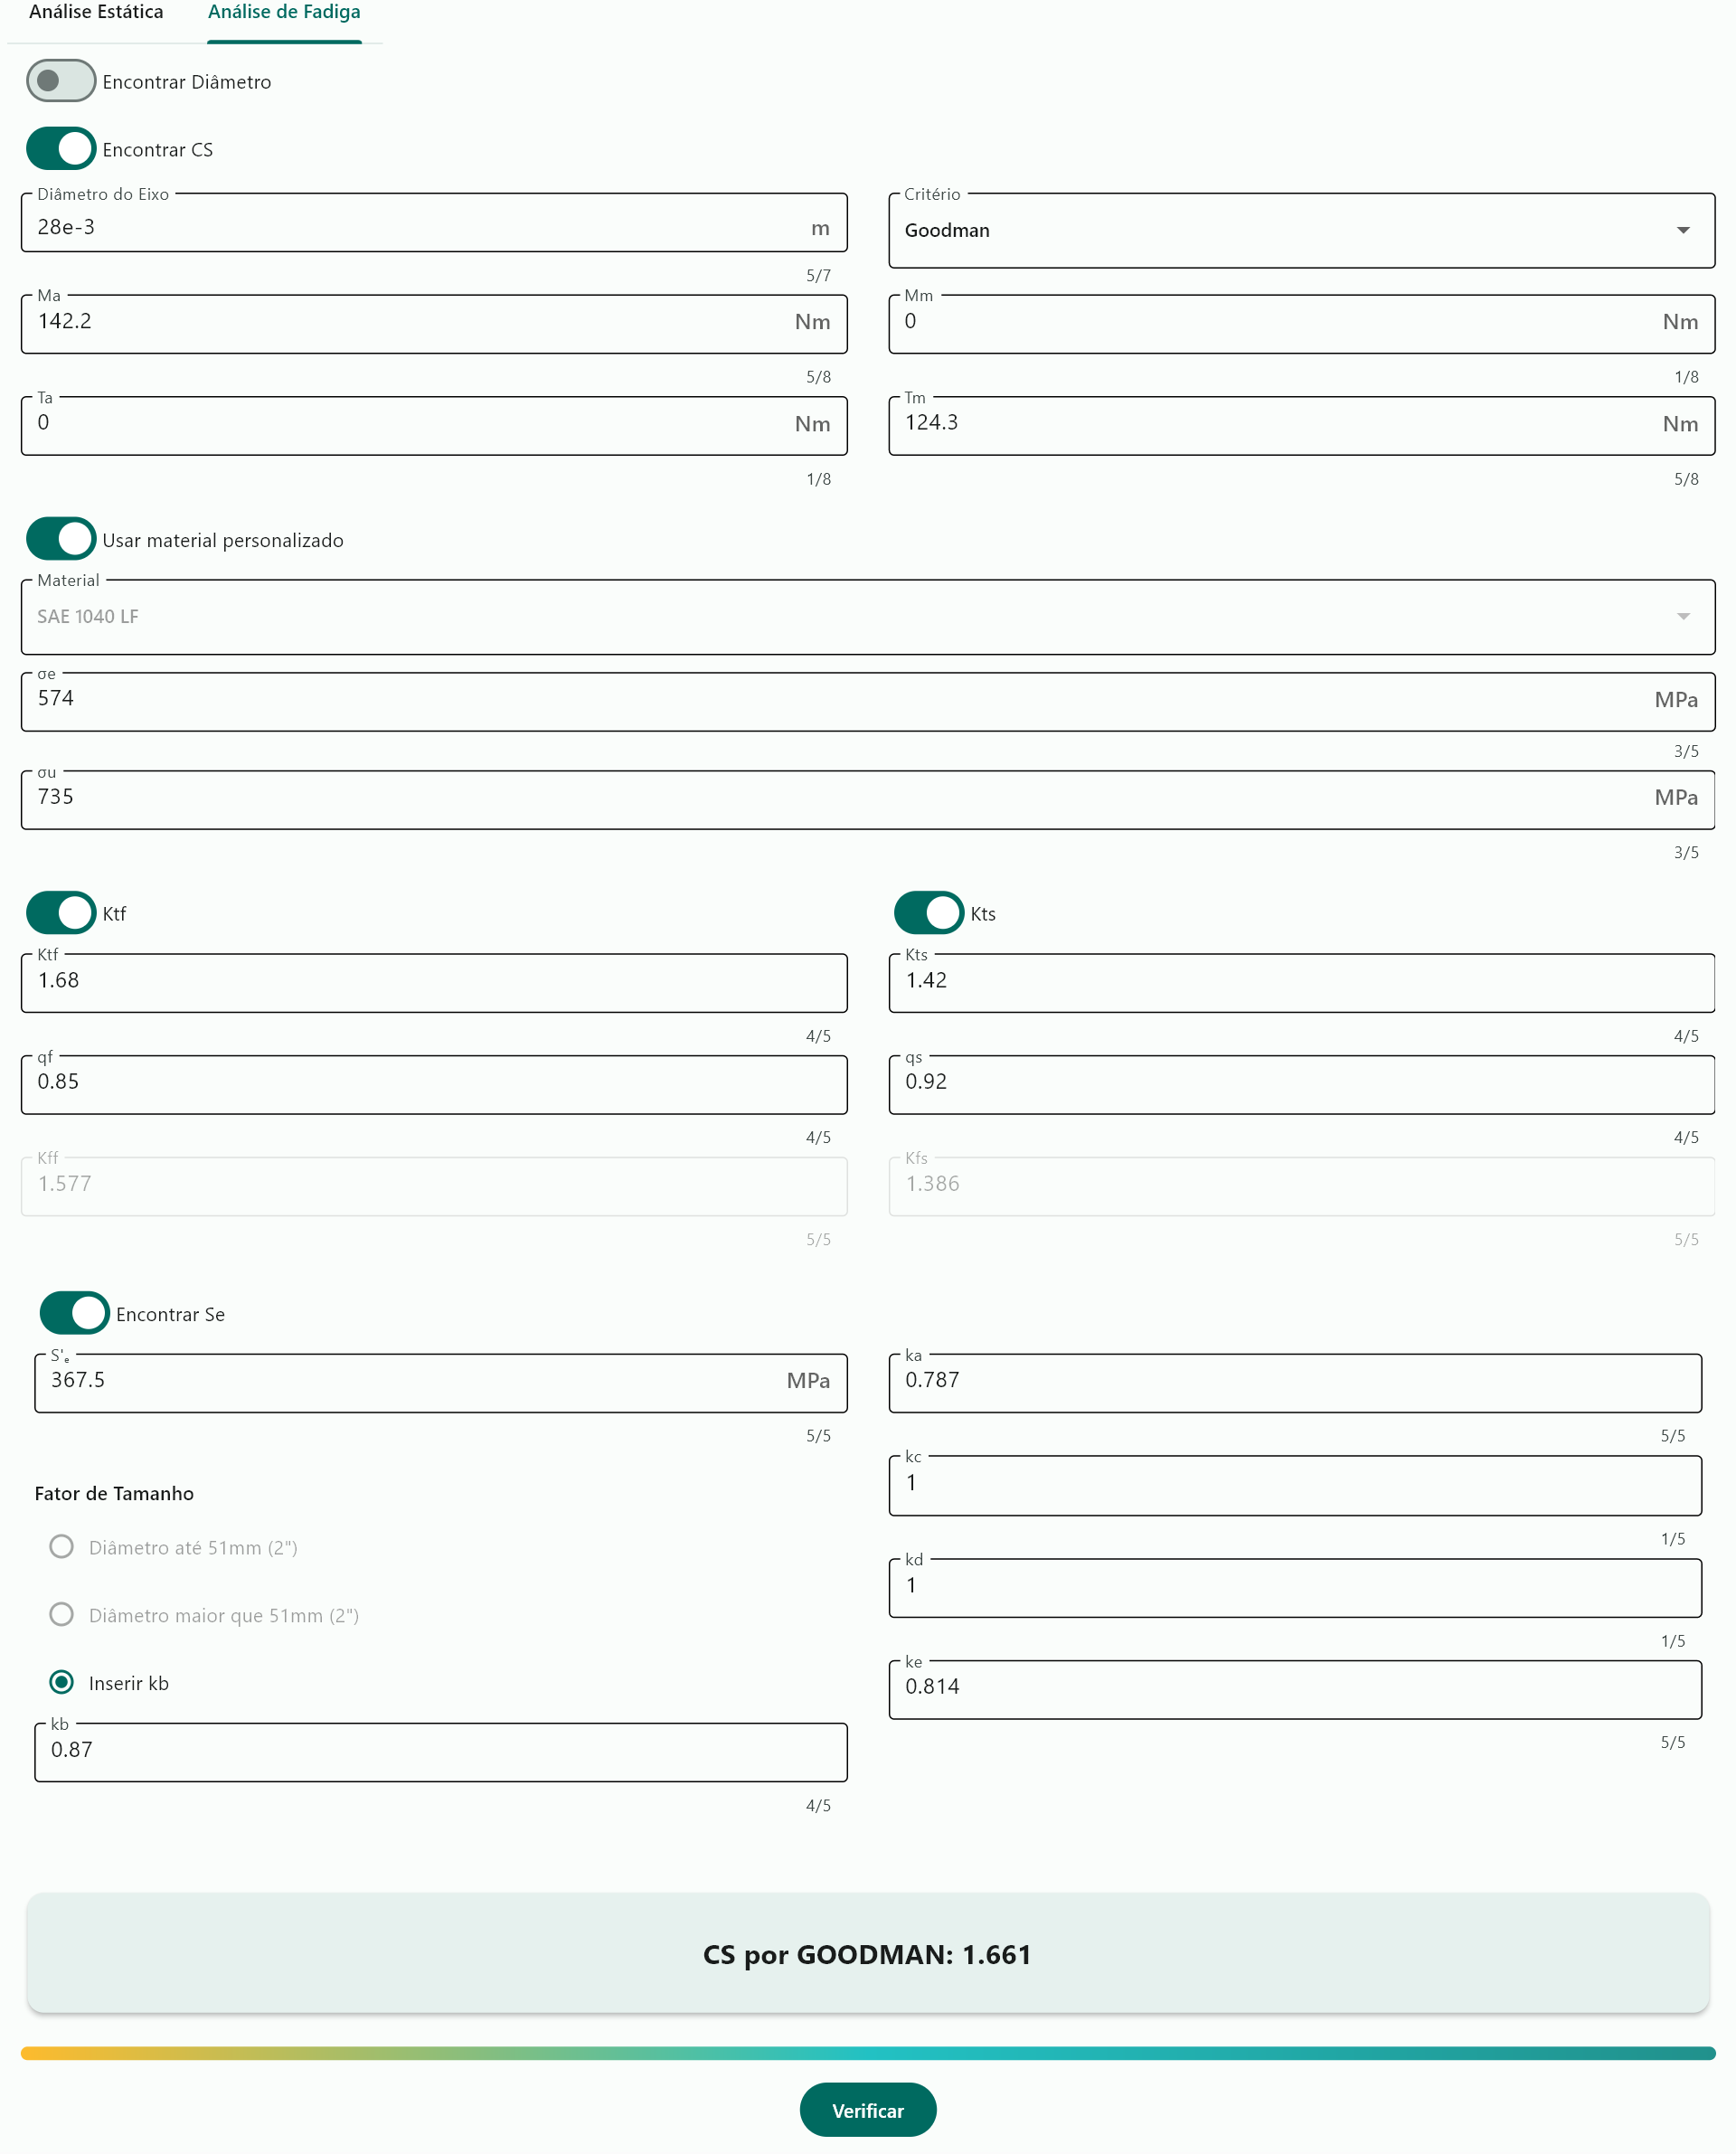 Análise Estática Análise de Fadiga
Encontrar Diâmetro
Encontrar CS
Diâmetro do Eixo Critério
28e-3 m Goodman
5/7
Ma Mm
142.2 Nm 0 Nm
5/8 1/8
Ta Tm
0 Nm 124.3 Nm
1/8 5/8
Usar material personalizado
Material
SAE 1040 LF
σe
574 MPa
3/5
σu
735 MPa
3/5
Ktf Kts
Ktf Kts
1.68 1.42
4/5 4/5
qf qs
0.85 0.92
4/5 4/5
Kff Kfs
1.577 1.386
5/5 5/5
Encontrar Se
S'ₑ ka
367.5 MPa 0.787
5/5 5/5
kc
1
Fator de Tamanho
1/5
Diâmetro até 51mm (2")
kd
1
Diâmetro maior que 51mm (2")
1/5
ke
Inserir kb 0.814
kb
5/5
0.87
4/5
CS por GOODMAN: 1.661
Verificar